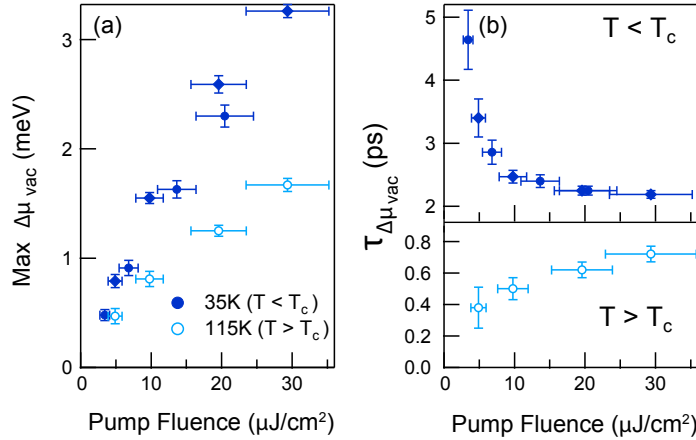 (a)
3
2
1
0
Max Δμ vac (meV)
35K (T < Tc)
115K (T > Tc)
0 10 20 30
Pump Fluence (μJ/cm²)
(b)
T < Tc
5
4
3
2
τΔμvac (ps)
0.8
0.6
0.4
0.2
0.0
T > Tc
0 10 20 30
Pump Fluence (μJ/cm²)